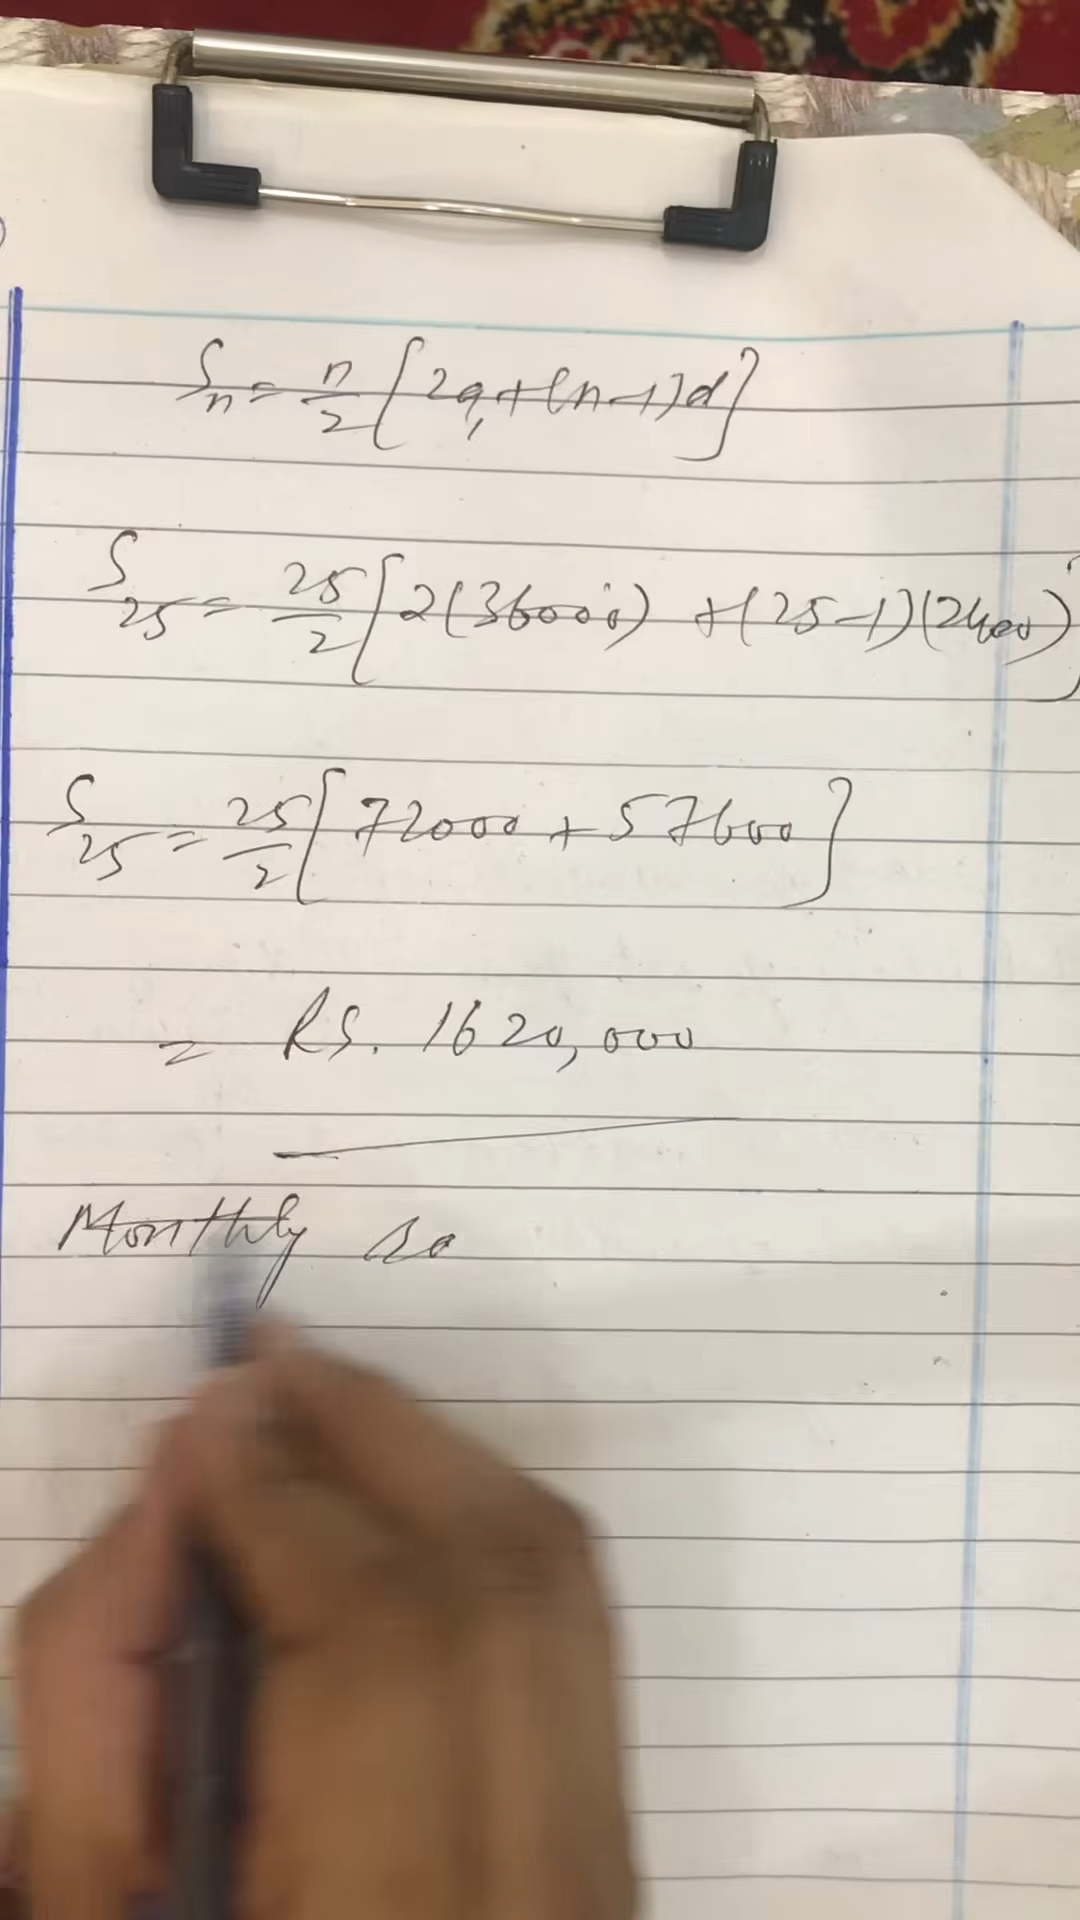 Sn = n/2 [2a₁ + (n-1)d]
S25 = 25/2 [2(36000) + (25-1)(2400)]
S25 = 25/2 [72000 + 57600]
= RS. 1620,000
Monthly sa